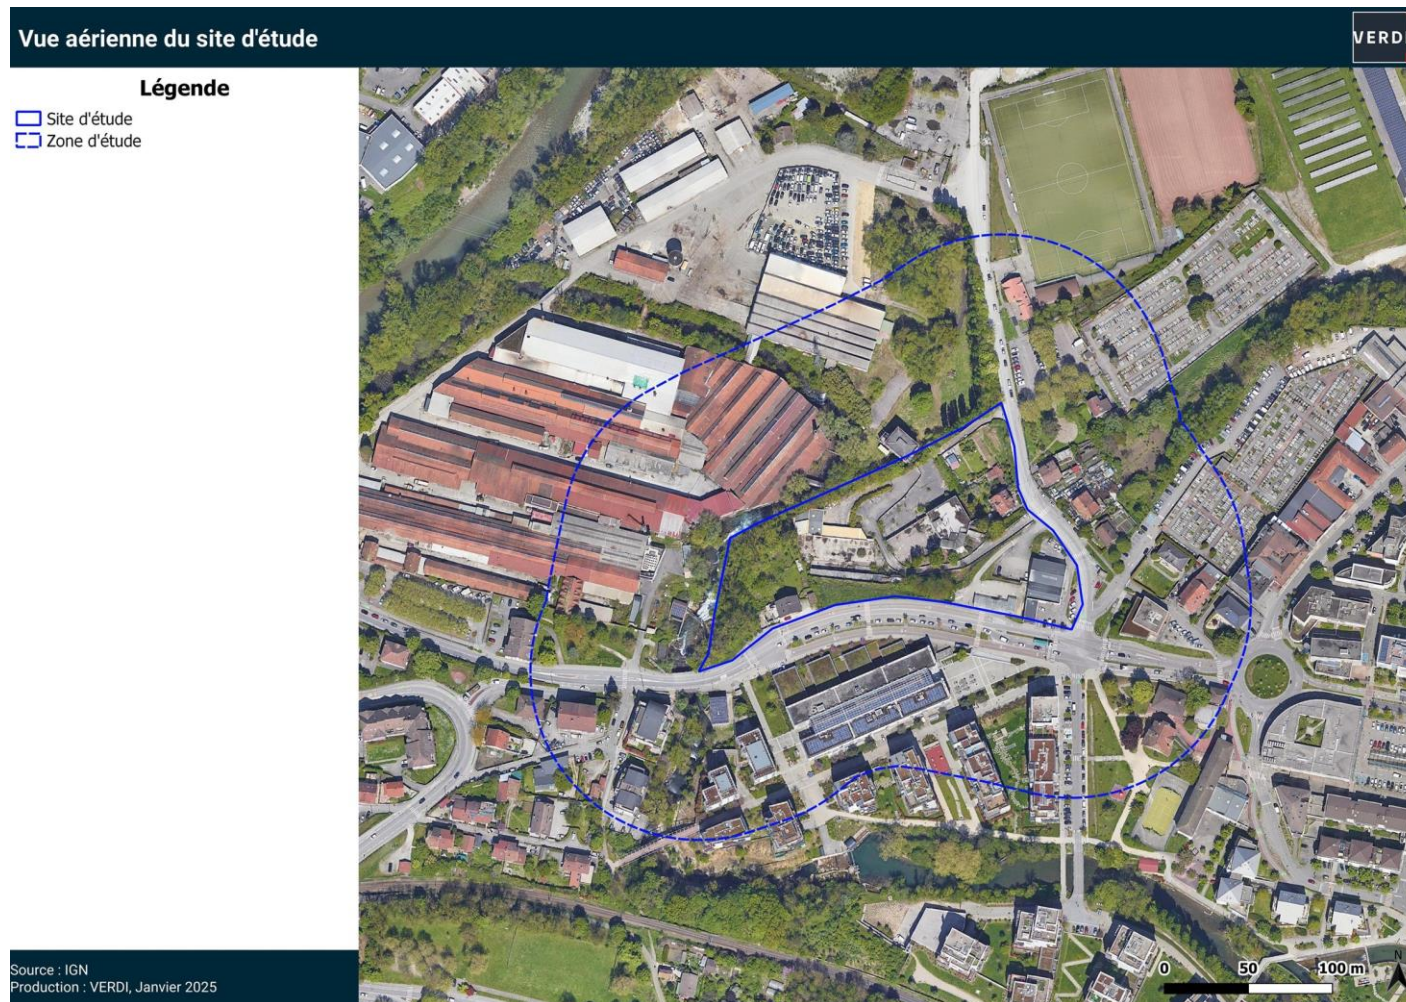 Vue aérienne du site d'étude
VERDI
Légende
Site d'étude
Zone d'étude
Source : IGN
Production : VERDI, Janvier 2025
0 50 100 m
N